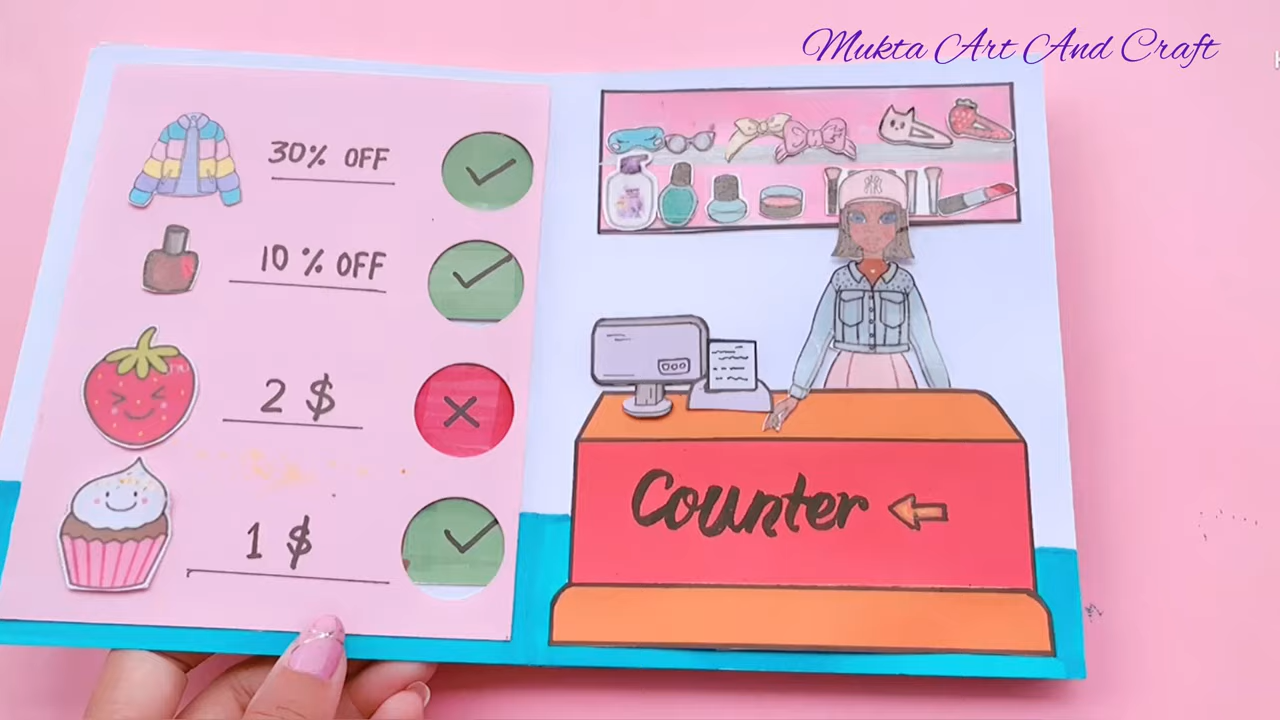 Mukta Art And Craft
30% OFF
10% OFF
2 $
1 $
Counter